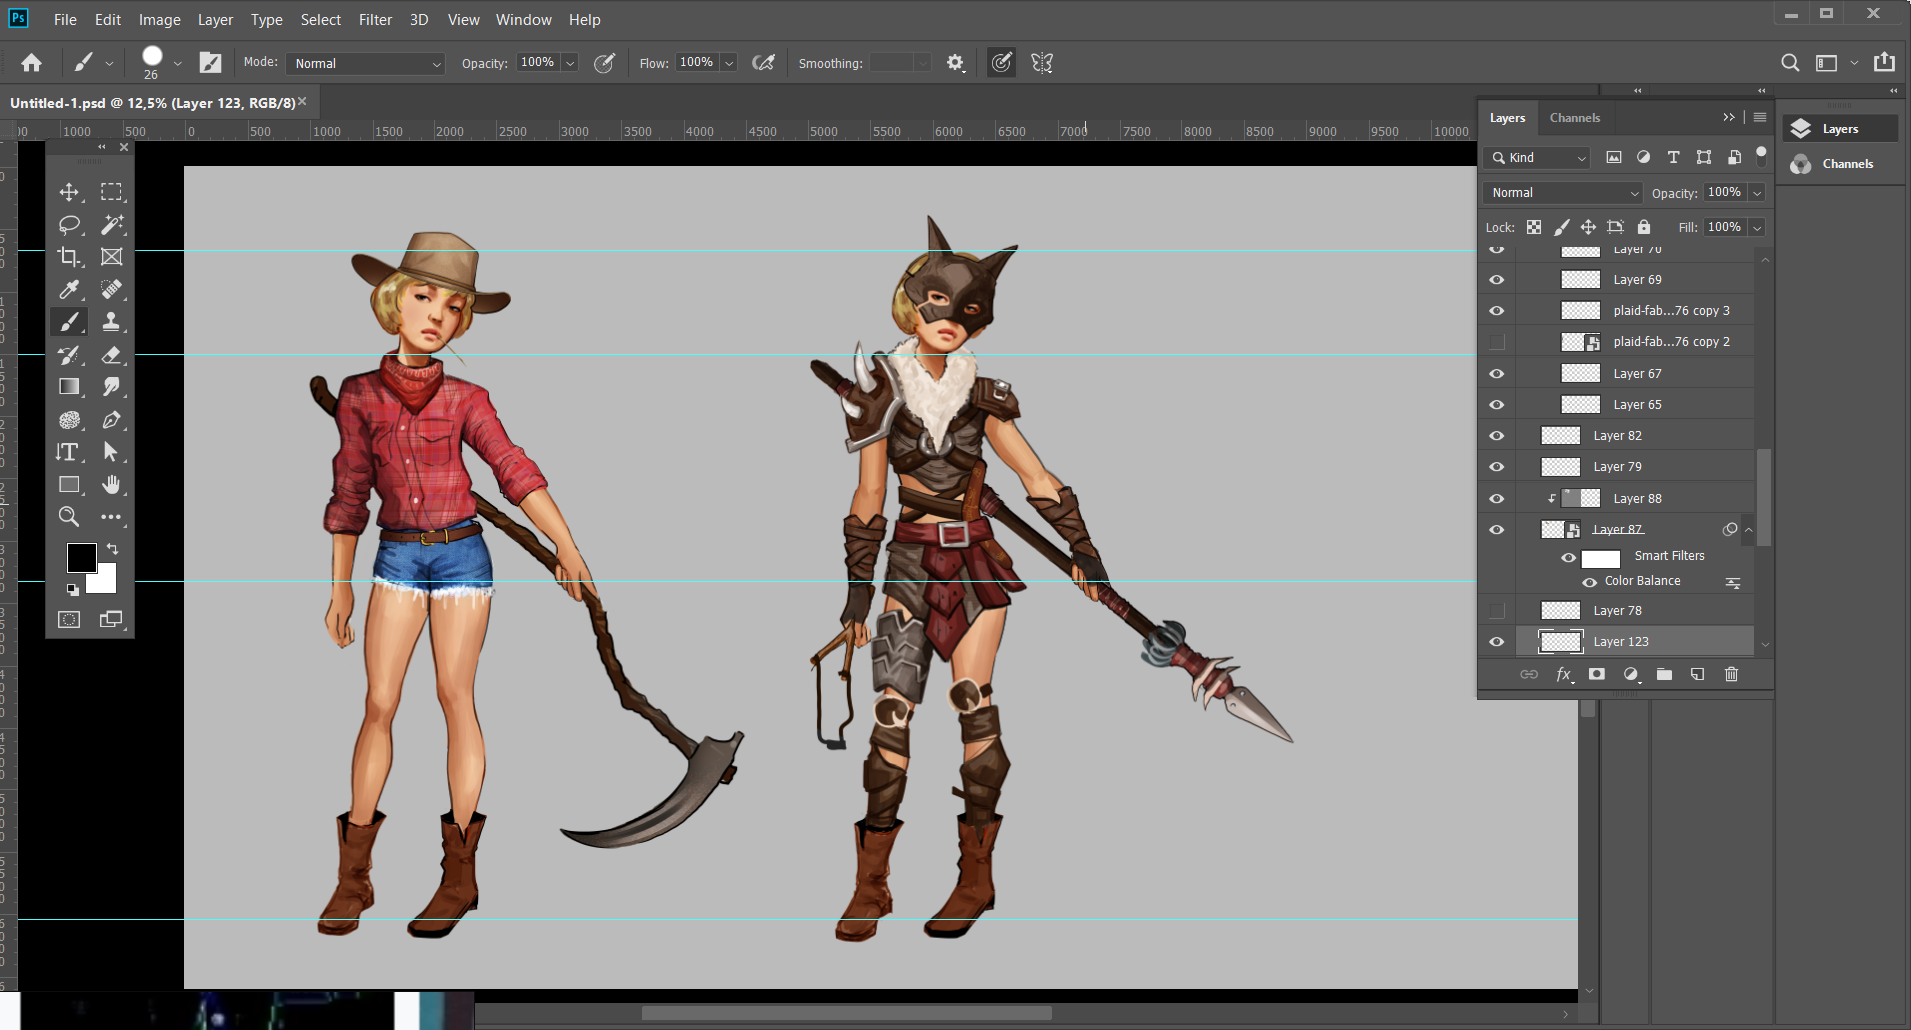 Ps File Edit Image Layer Type Select Filter 3D View Window Help
26 Mode: Normal Opacity: 100% Flow: 100% Smoothing:
Untitled-1.psd @ 12,5% (Layer 123, RGB/8)
1000 500 0 500 1000 1500 2000 2500 3000 3500 4000 4500 5000 5500 6000 6500 7000 7500 8000 8500 9000 9500 10000
Layers Channels
Kind
Normal Opacity: 100%
Lock: Fill: 100%
Layer 70
Layer 69
plaid-fab...76 copy 3
plaid-fab...76 copy 2
Layer 67
Layer 65
Layer 82
Layer 79
Layer 88
Layer 87
Smart Filters
Color Balance
Layer 78
Layer 123
fx
Layers
Channels